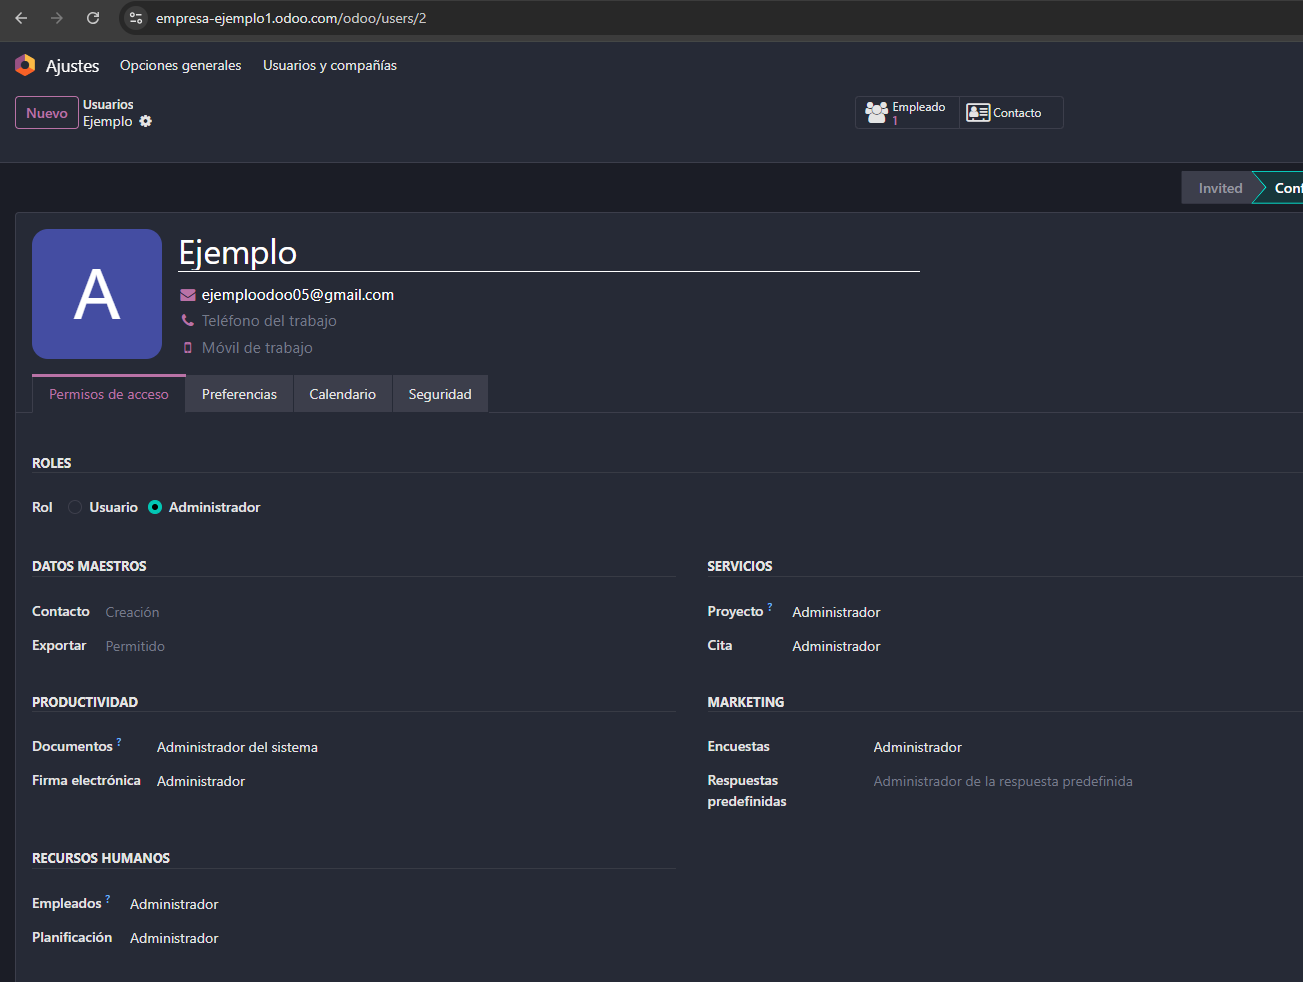 empresa-ejemplo1.odoo.com/odoo/users/2
Ajustes Opciones generales Usuarios y compañías
Nuevo
Usuarios
Ejemplo
Empleado
1
Contacto
Invited
A
Ejemplo
ejemploodoo05@gmail.com
Teléfono del trabajo
Móvil de trabajo
Permisos de acceso Preferencias Calendario Seguridad
ROLES
Rol Usuario Administrador
DATOS MAESTROS
Contacto Creación
Exportar Permitido
SERVICIOS
Proyecto ? Administrador
Cita Administrador
PRODUCTIVIDAD
Documentos ? Administrador del sistema
Firma electrónica Administrador
MARKETING
Encuestas Administrador
Respuestas
predefinidas Administrador de la respuesta predefinida
RECURSOS HUMANOS
Empleados ? Administrador
Planificación Administrador